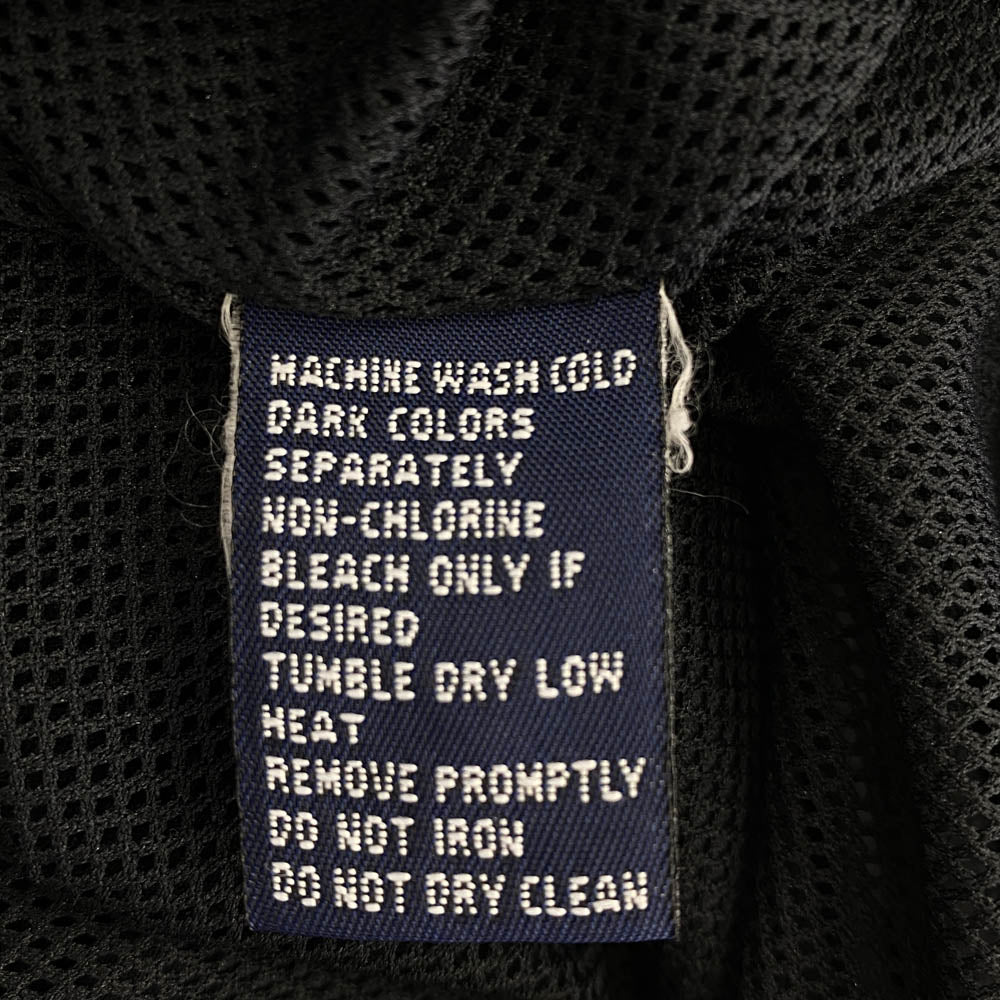 MACHINE WASH COLD
DARK COLORS
SEPARATELY
NON-CHLORINE
BLEACH ONLY IF
DESIRED
TUMBLE DRY LOW
HEAT
REMOVE PROMPTLY
DO NOT IRON
DO NOT DRY CLEAN